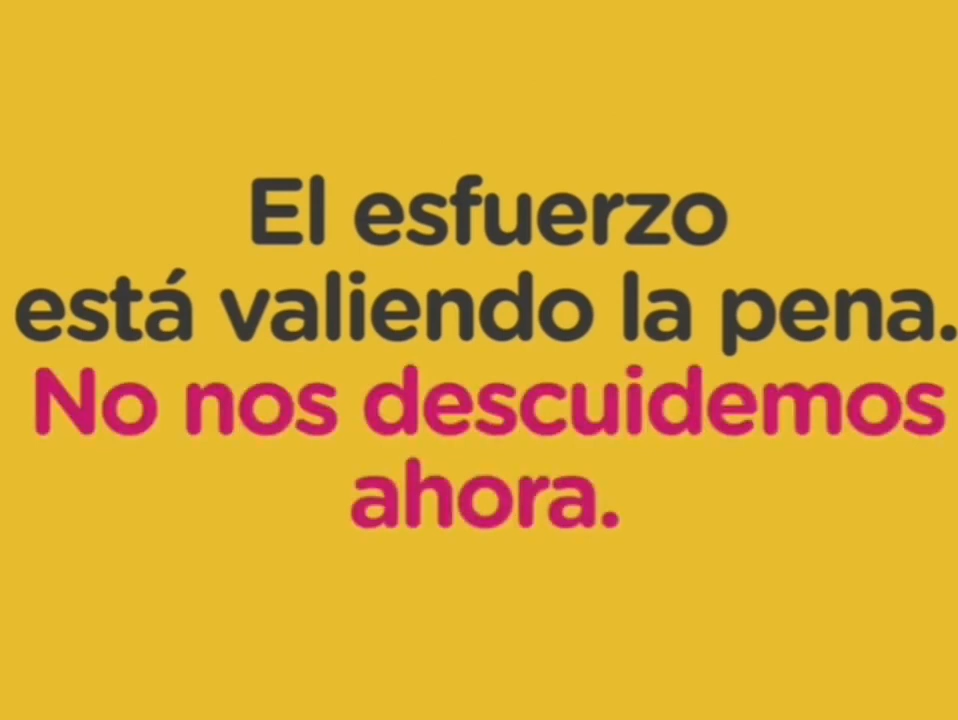 El esfuerzo
está valiendo la pena.
No nos descuidemos
ahora.